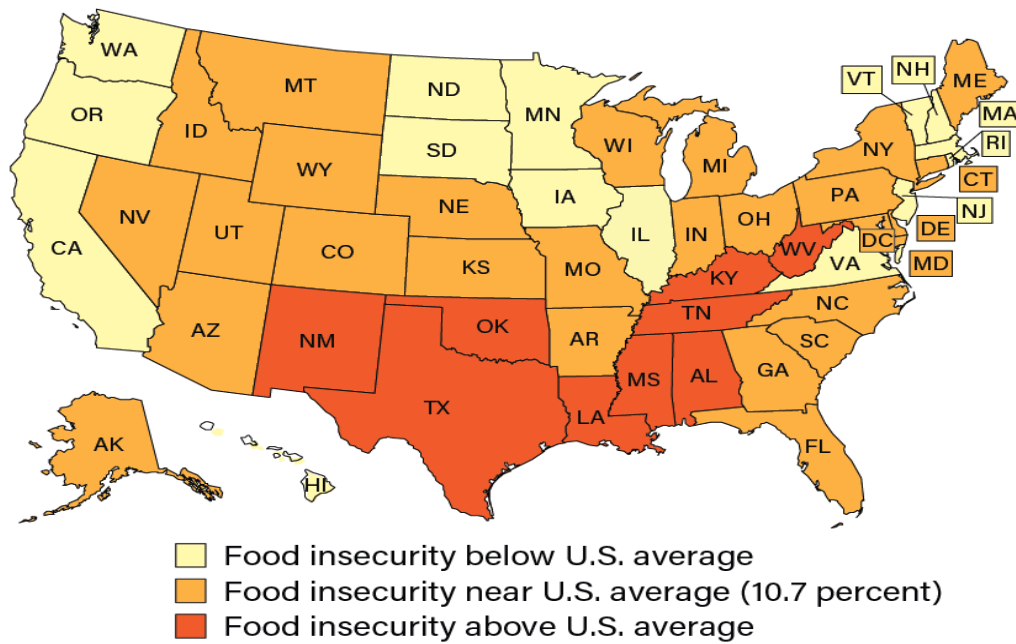 WA
MT
ND
MN
VT
NH
ME
OR
ID
SD
WI
MI
NY
MA
RI
WY
IA
PA
CT
NV
UT
CO
NE
IL
IN
OH
NJ
CA
KS
MO
WV
DC
DE
VA
MD
KY
AZ
NM
OK
AR
TN
NC
SC
TX
LA
MS
AL
GA
AK
HI
FL
Food insecurity below U.S. average
Food insecurity near U.S. average (10.7 percent)
Food insecurity above U.S. average